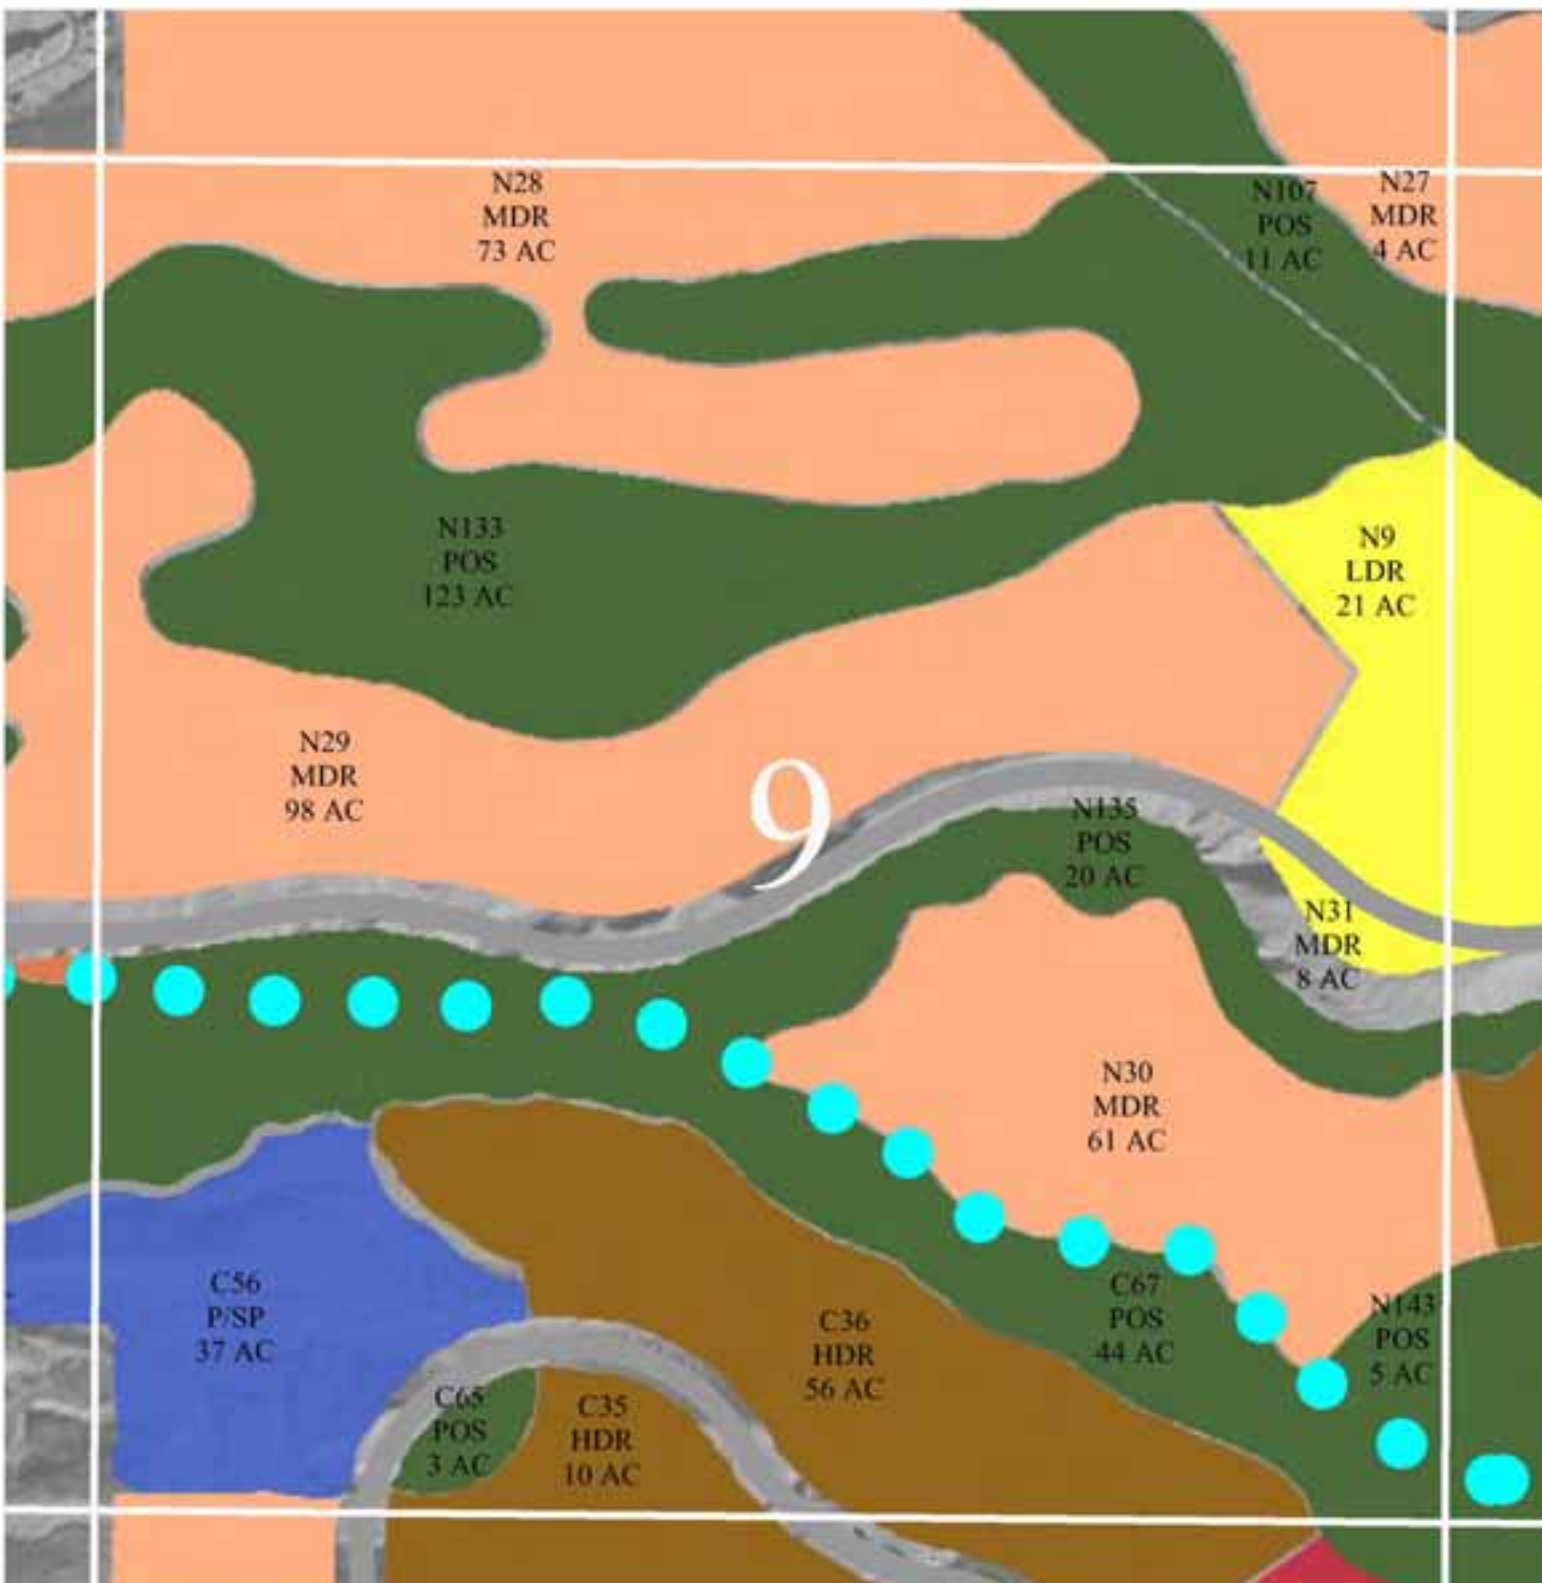 N28
MDR
73 AC
N107
POS
11 AC
N27
MDR
4 AC
N133
POS
123 AC
N9
LDR
21 AC
N29
MDR
98 AC
9
N135
POS
20 AC
N31
MDR
8 AC
N30
MDR
61 AC
C56
P/SP
37 AC
C36
HDR
56 AC
C67
POS
44 AC
N143
POS
5 AC
C65
POS
3 AC
C35
HDR
10 AC